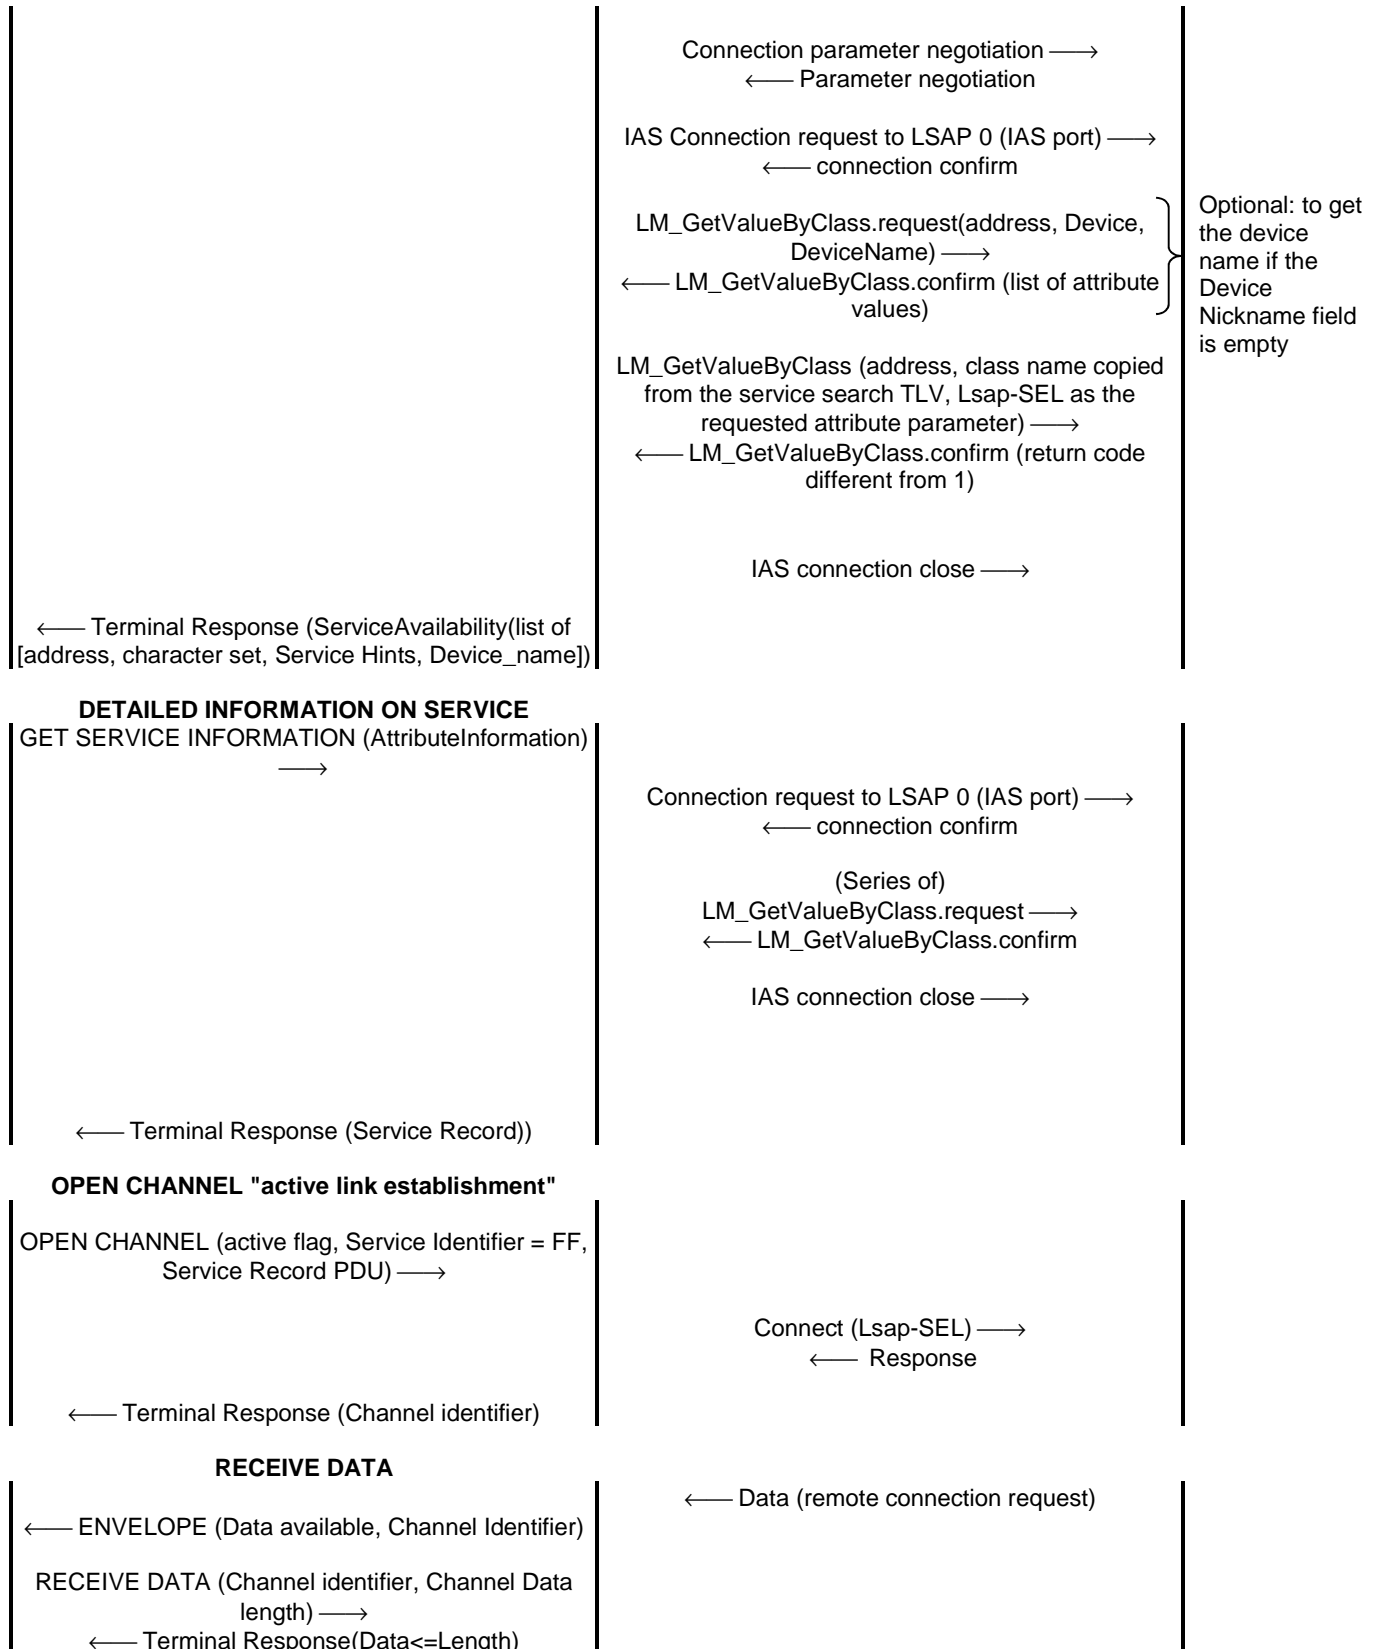 Connection parameter negotiation ⟶
⟵ Parameter negotiation
IAS Connection request to LSAP 0 (IAS port) ⟶
⟵ connection confirm
LM_GetValueByClass.request(address, Device,
DeviceName) ⟶
⟵ LM_GetValueByClass.confirm (list of attribute
values)
Optional: to get
the device
name if the
Device
Nickname field
is empty
LM_GetValueByClass (address, class name copied
from the service search TLV, Lsap-SEL as the
requested attribute parameter) ⟶
⟵ LM_GetValueByClass.confirm (return code
different from 1)
IAS connection close ⟶
⟵ Terminal Response (ServiceAvailability(list of
[address, character set, Service Hints, Device_name])
DETAILED INFORMATION ON SERVICE
GET SERVICE INFORMATION (AttributeInformation)
⟶
Connection request to LSAP 0 (IAS port) ⟶
⟵ connection confirm
(Series of)
LM_GetValueByClass.request ⟶
⟵ LM_GetValueByClass.confirm
IAS connection close ⟶
⟵ Terminal Response (Service Record))
OPEN CHANNEL "active link establishment"
OPEN CHANNEL (active flag, Service Identifier = FF,
Service Record PDU) ⟶
Connect (Lsap-SEL) ⟶
⟵ Response
⟵ Terminal Response (Channel identifier)
RECEIVE DATA
⟵ Data (remote connection request)
⟵ ENVELOPE (Data available, Channel Identifier)
RECEIVE DATA (Channel identifier, Channel Data
length) ⟶
⟵ Terminal Response(Data<=Length)